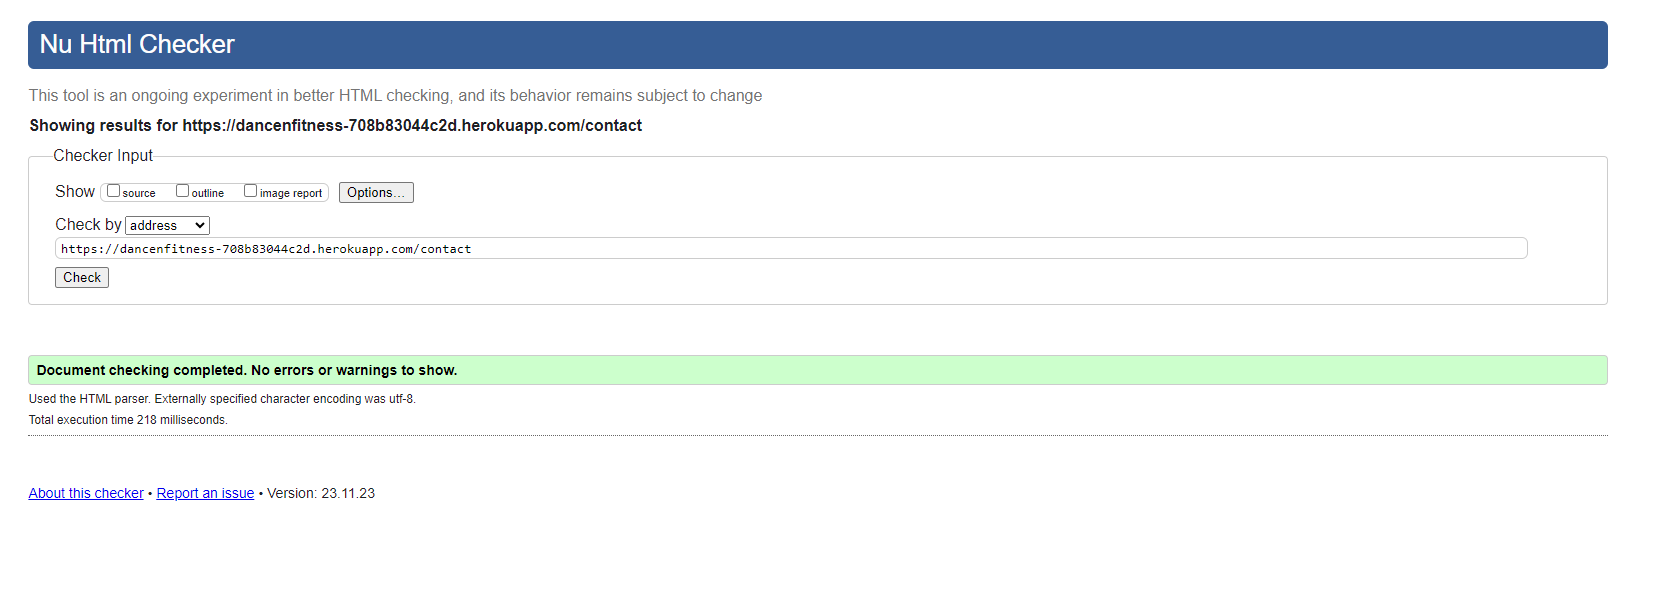 Nu Html Checker
This tool is an ongoing experiment in better HTML checking, and its behavior remains subject to change
Showing results for https://dancenfitness-708b83044c2d.herokuapp.com/contact
Checker Input
Show source outline image report Options...
Check by address
https://dancenfitness-708b83044c2d.herokuapp.com/contact
Check
Document checking completed. No errors or warnings to show.
Used the HTML parser. Externally specified character encoding was utf-8.
Total execution time 218 milliseconds.
About this checker • Report an issue • Version: 23.11.23